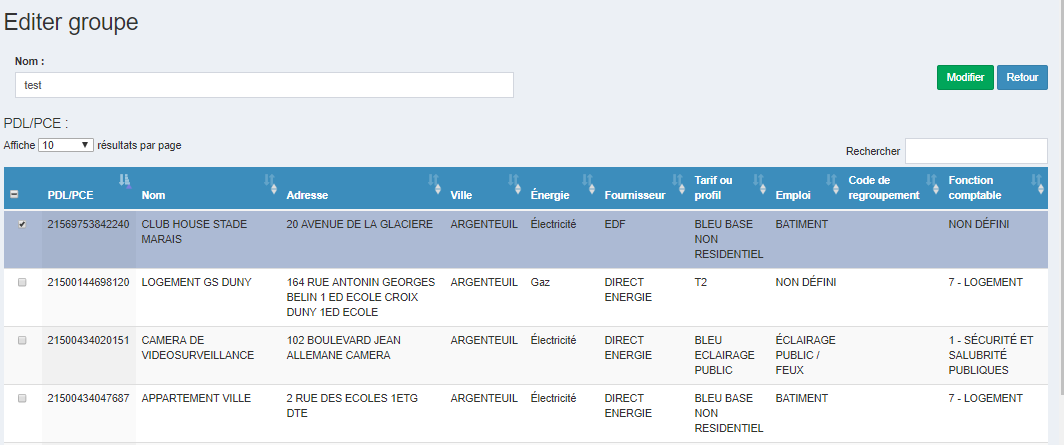 Editer groupe
Nom :
test
Modifier Retour
PDL/PCE :
Affiche 10 résultats par page
Rechercher
PDL/PCE Nom Adresse Ville Énergie Fournisseur Tarif ou profil Emploi Code de regroupement Fonction comptable
21569753842240 CLUB HOUSE STADE 20 AVENUE DE LA GLACIERE ARGENTEUIL Électricité EDF BLEU BASE BATIMENT NON DÉFINI
MARAIS NON
RESIDENTIEL
21500144698120 LOGEMENT GS DUNY 164 RUE ANTONIN GEORGES ARGENTEUIL Gaz DIRECT T2 NON DÉFINI 7 - LOGEMENT
BELIN 1 ED ECOLE CROIX ENERGIE
DUNY 1ED ECOLE
21500434020151 CAMERA DE 102 BOULEVARD JEAN ARGENTEUIL Électricité DIRECT BLEU ÉCLAIRAGE 1 - SÉCURITÉ ET
VIDEOSURVEILLANCE ALLEMANE CAMERA ENERGIE ECLAIRAGE PUBLIC / SALUBRITÉ
PUBLIC FEUX PUBLIQUES
21500434047687 APPARTEMENT VILLE 2 RUE DES ECOLES 1ETG ARGENTEUIL Électricité DIRECT BLEU BASE BATIMENT 7 - LOGEMENT
DTE ENERGIE NON
RESIDENTIEL